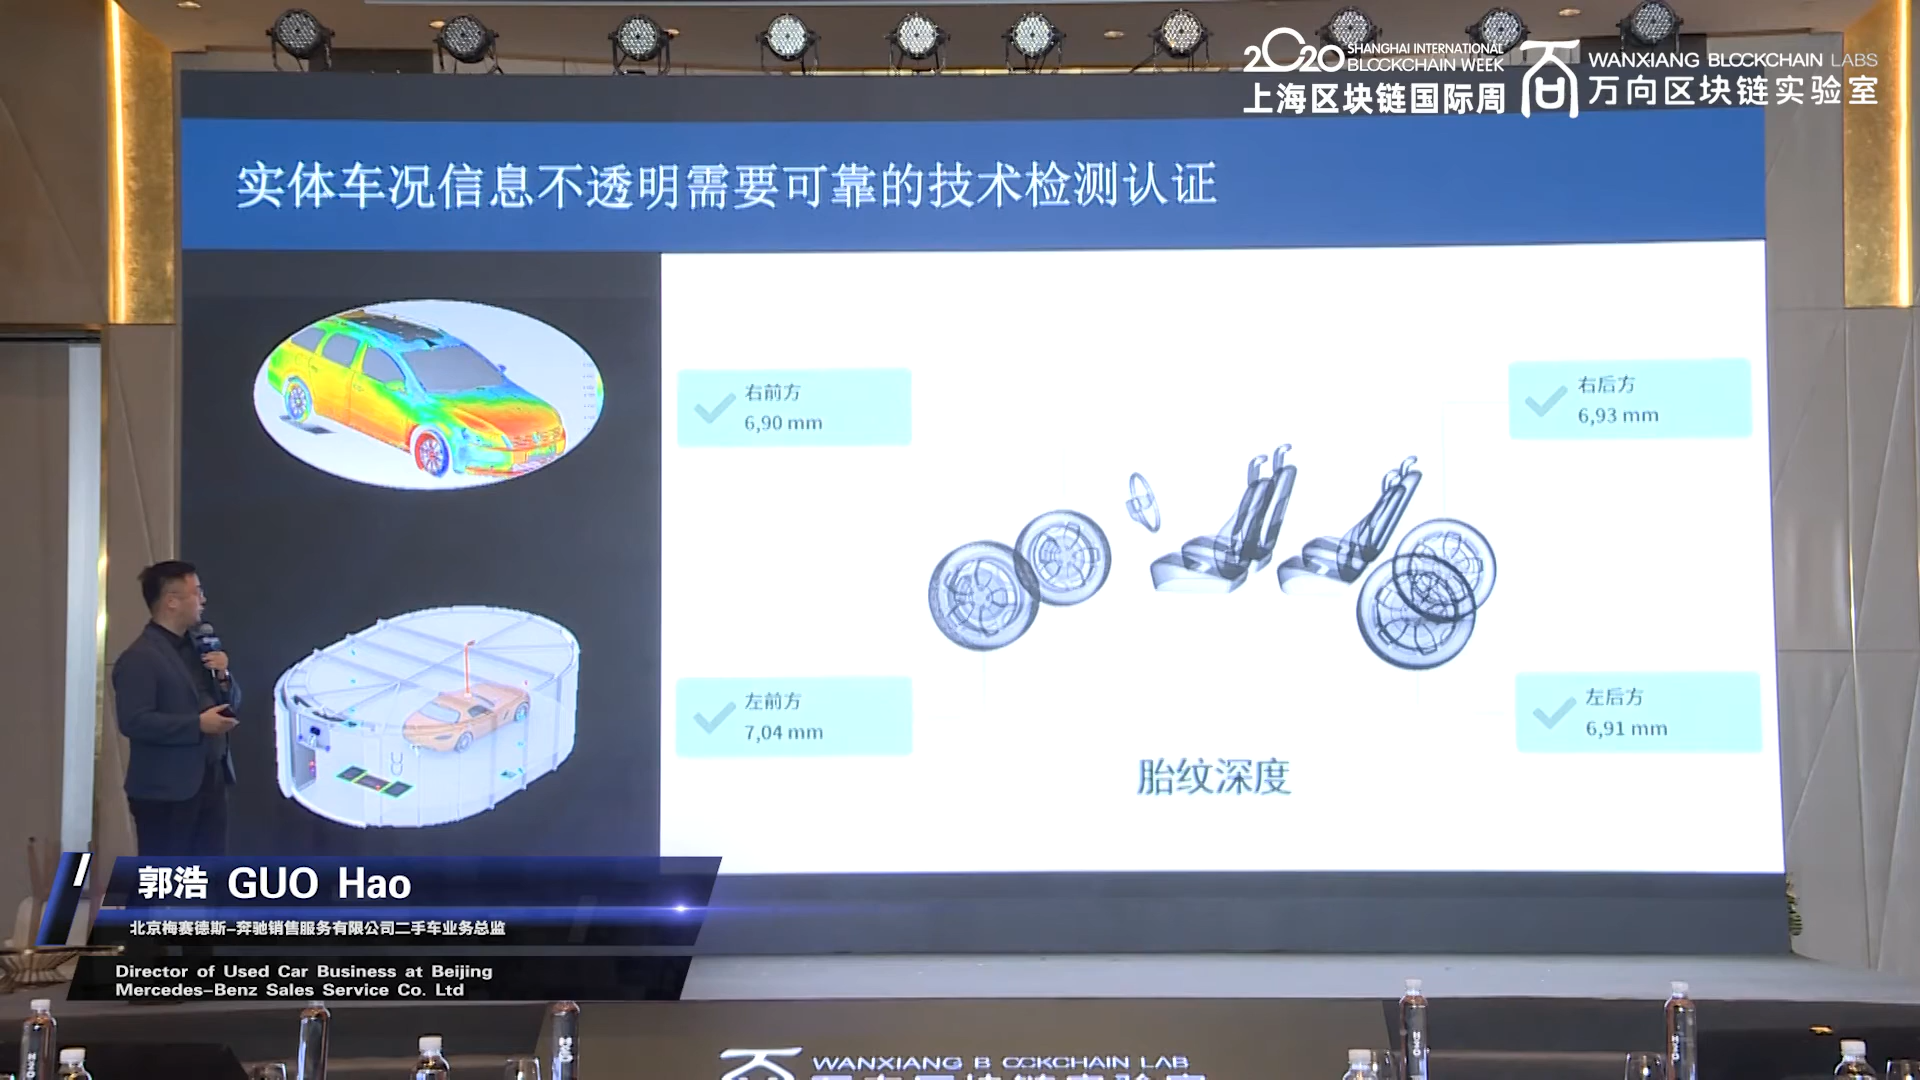 2020 SHANGHAI INTERNATIONAL
BLOCKCHAIN WEEK
上海区块链国际周
WANXIANG BLOCKCHAIN LABS
万向区块链实验室
实体车况信息不透明需要可靠的技术检测认证
右前方
6,90 mm
右后方
6,93 mm
左前方
7,04 mm
左后方
6,91 mm
胎纹深度
郭浩 GUO Hao
北京梅赛德斯-奔驰销售服务有限公司二手车业务总监
Director of Used Car Business at Beijing
Mercedes-Benz Sales Service Co. Ltd
WANXIANG B OCKCHAIN LAB